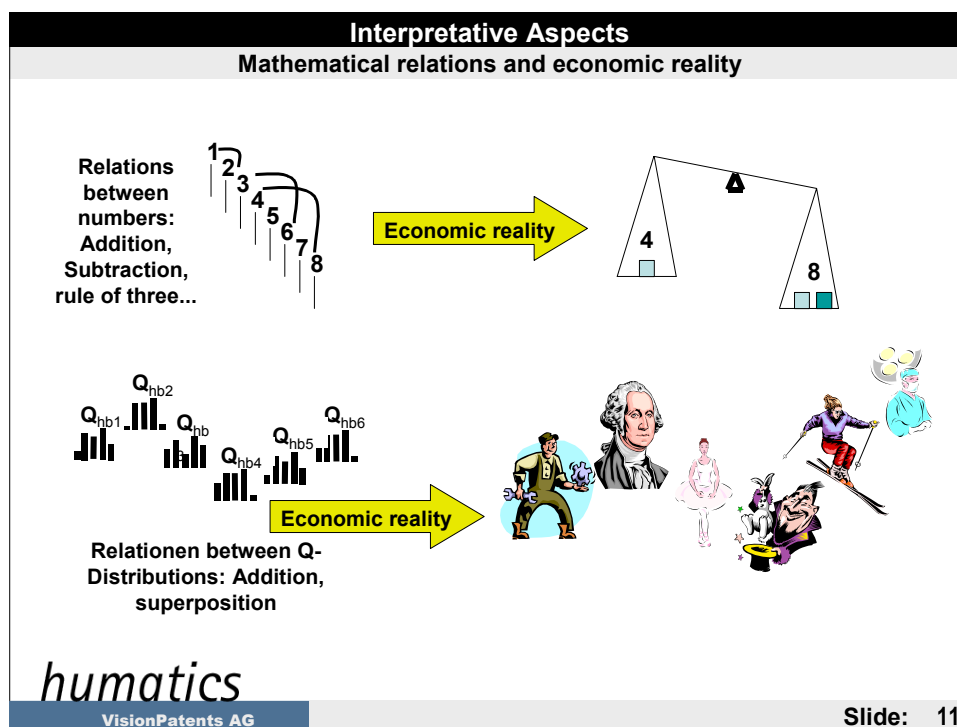 Interpretative Aspects
Mathematical relations and economic reality
Relations
between
numbers:
Addition,
Subtraction,
rule of three...
1
2
3
4
5
6
7
8
Economic reality
4
8
Qhb1
Qhb2
Qhb
Qhb4
Qhb5
Qhb6
Economic reality
Relationen between Q-
Distributions: Addition,
superposition
humatics
VisionPatents AG
Slide: 11